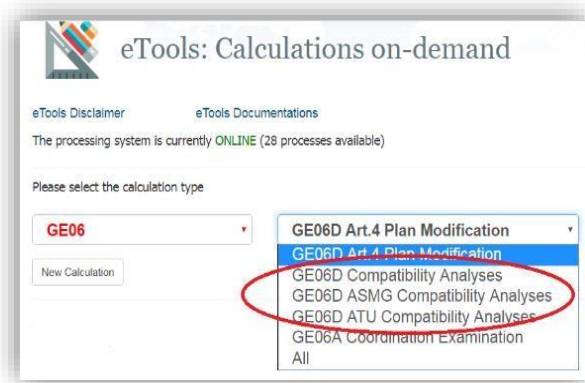 eTools: Calculations on-demand
eTools Disclaimer eTools Documentations
The processing system is currently ONLINE (28 processes available)
Please select the calculation type
GE06 GE06D Art.4 Plan Modification
GE06D Art.4 Plan Modification
New Calculation GE06D Compatibility Analyses
GE06D ASMG Compatibility Analyses
GE06D ATU Compatibility Analyses
GE06A Coordination Examination
All